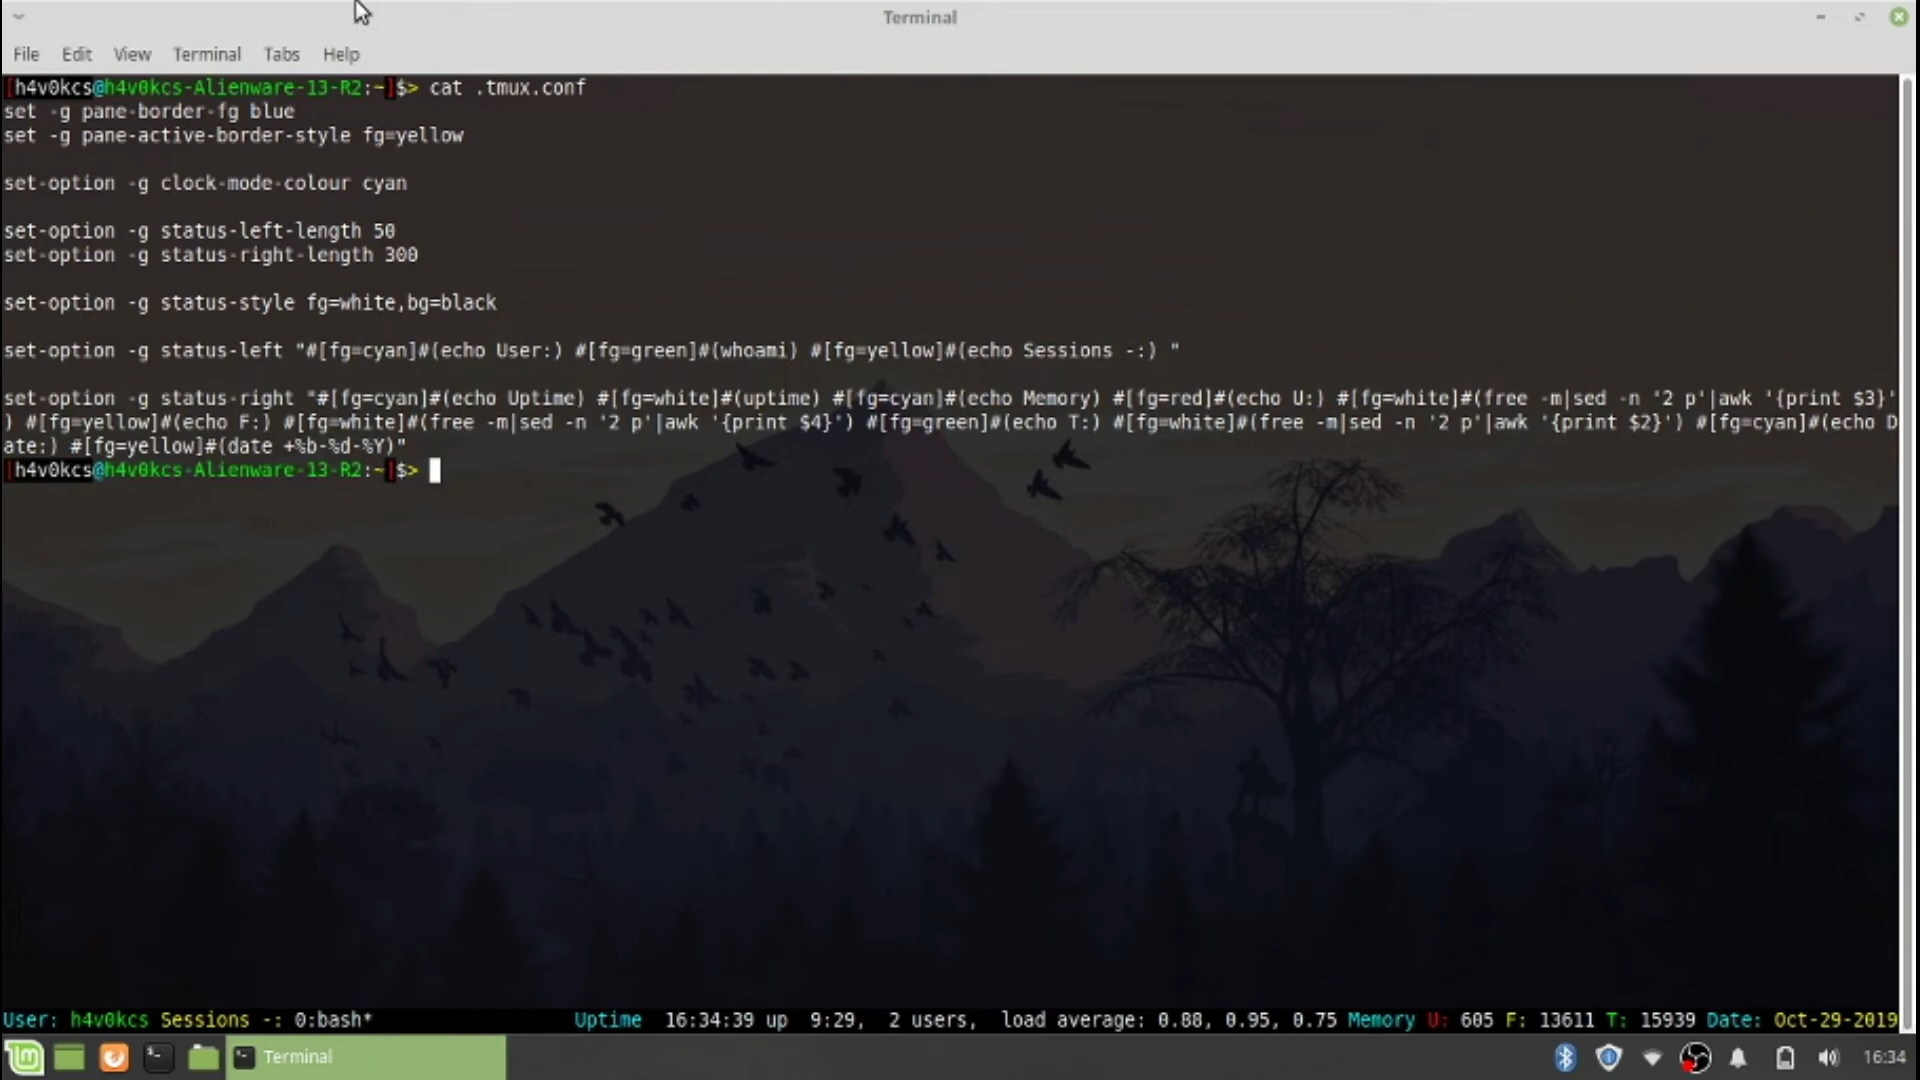 Terminal
File Edit View Terminal Tabs Help
[h4v0kcs@h4v0kcs-Alienware-13-R2:~]$> cat .tmux.conf
set -g pane-border-fg blue
set -g pane-active-border-style fg=yellow
set-option -g clock-mode-colour cyan
set-option -g status-left-length 50
set-option -g status-right-length 300
set-option -g status-style fg=white,bg=black
set-option -g status-left "#[fg=cyan]#(echo User:) #[fg=green]#(whoami) #[fg=yellow]#(echo Sessions -:) "
set-option -g status-right "#[fg=cyan]#(echo Uptime) #[fg=white]#(uptime) #[fg=cyan]#(echo Memory) #[fg=red]#(echo U:) #[fg=white]#(free -m|sed -n '2 p'|awk '{print $3}'
) #[fg=yellow]#(echo F:) #[fg=white]#(free -m|sed -n '2 p'|awk '{print $4}') #[fg=green]#(echo T:) #[fg=white]#(free -m|sed -n '2 p'|awk '{print $2}') #[fg=cyan]#(echo D
ate:) #[fg=yellow]#(date +%b-%d-%Y)"
[h4v0kcs@h4v0kcs-Alienware-13-R2:~]$>
User: h4v0kcs Sessions -: 0:bash* Uptime 16:34:39 up 9:29, 2 users, load average: 0.88, 0.95, 0.75 Memory U: 605 F: 13611 T: 15939 Date: Oct-29-2019
Terminal 16:34